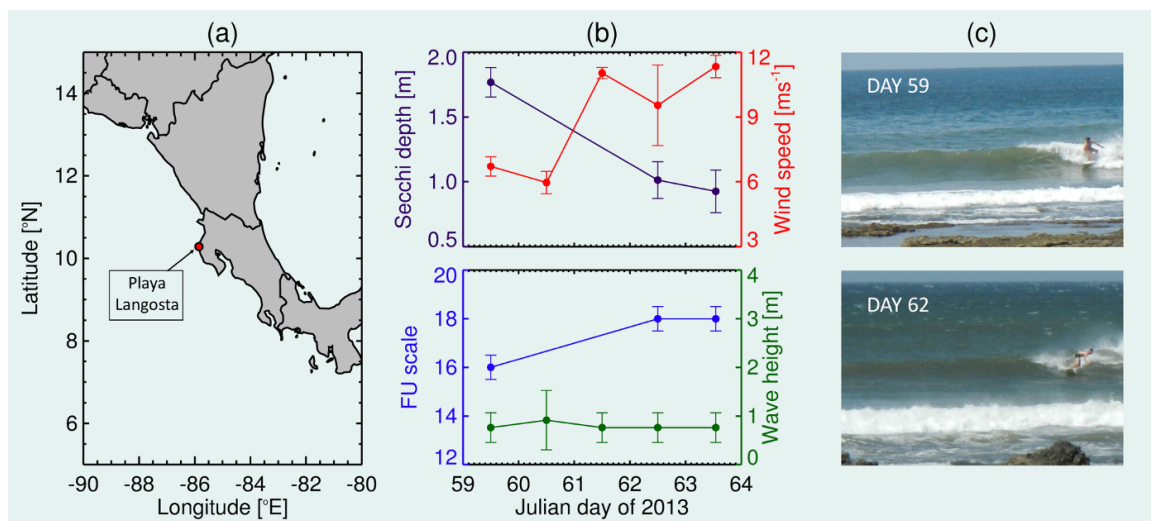 (a)
14
12
10
8
6
-90 -88 -86 -84 -82 -80
Latitude [°N]
Longitude [°E]
Playa
Langosta
(b)
2.0
1.5
1.0
0.5
Secchi depth [m]
12
9
6
3
Wind speed [ms⁻¹]
20
18
16
14
12
FU scale
4
3
2
1
0
Wave height [m]
59 60 61 62 63 64
Julian day of 2013
(c)
DAY 59
DAY 62